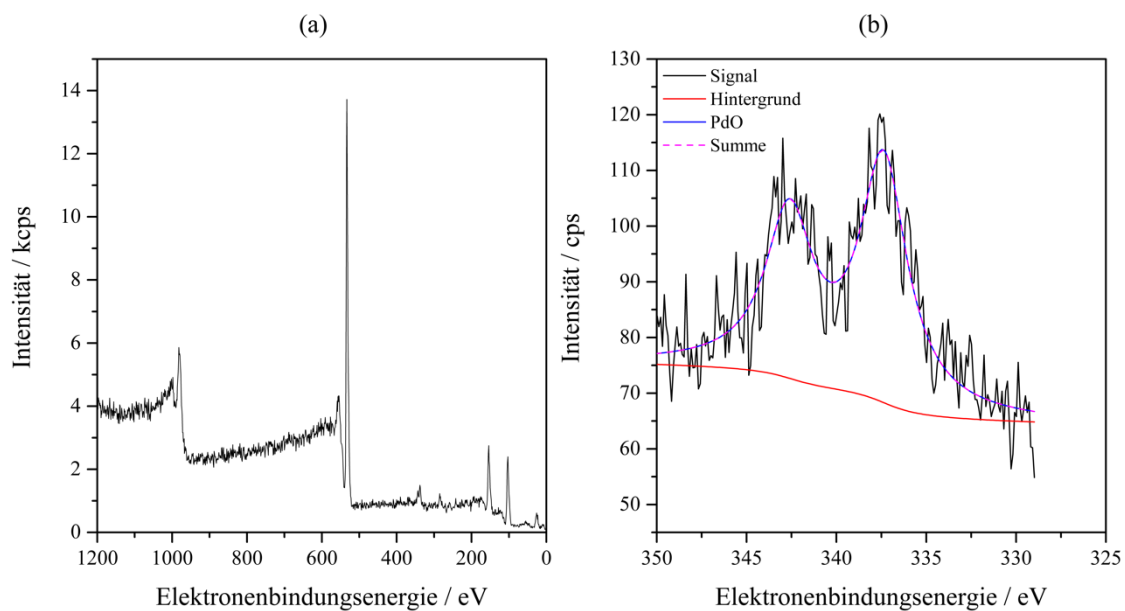 (a)
Intensität / kcps
14
12
10
8
6
4
2
0
1200 1000 800 600 400 200 0
Elektronenbindungsenergie / eV
(b)
Intensität / cps
130
120
110
100
90
80
70
60
50
Signal
Hintergrund
PdO
Summe
350 345 340 335 330 325
Elektronenbindungsenergie / eV